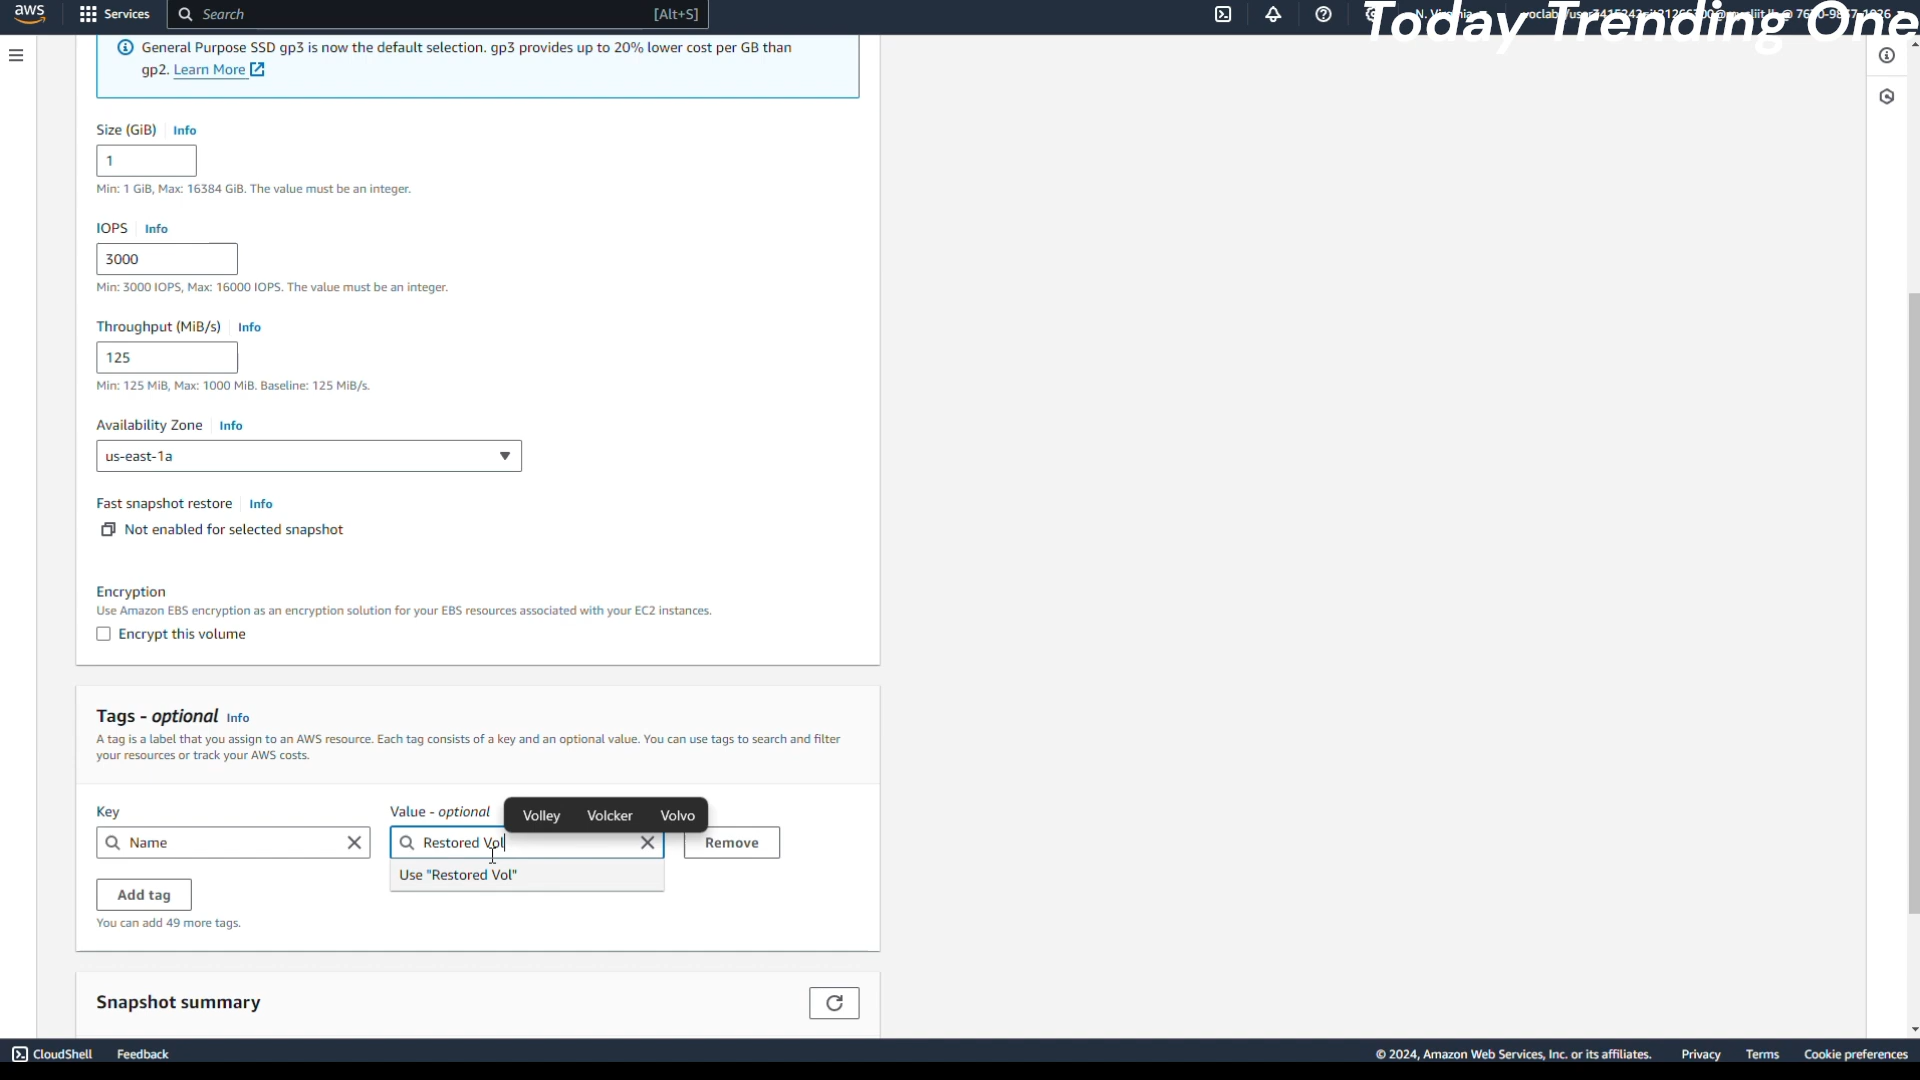 aws
Services
Search
[Alt+S]
Today Trending One
General Purpose SSD gp3 is now the default selection. gp3 provides up to 20% lower cost per GB than
gp2. Learn More
Size (GiB) Info
1
Min: 1 GiB, Max: 16384 GiB. The value must be an integer.
IOPS Info
3000
Min: 3000 IOPS, Max: 16000 IOPS. The value must be an integer.
Throughput (MiB/s) Info
125
Min: 125 MiB, Max: 1000 MiB. Baseline: 125 MiB/s.
Availability Zone Info
us-east-1a
Fast snapshot restore Info
Not enabled for selected snapshot
Encryption
Use Amazon EBS encryption as an encryption solution for your EBS resources associated with your EC2 instances.
Encrypt this volume
Tags - optional Info
A tag is a label that you assign to an AWS resource. Each tag consists of a key and an optional value. You can use tags to search and filter
your resources or track your AWS costs.
Key
Value - optional
Volley Volcker Volvo
Name
Restored Vol
Remove
Use "Restored Vol"
Add tag
You can add 49 more tags.
Snapshot summary
CloudShell Feedback
© 2024, Amazon Web Services, Inc. or its affiliates. Privacy Terms Cookie preferences